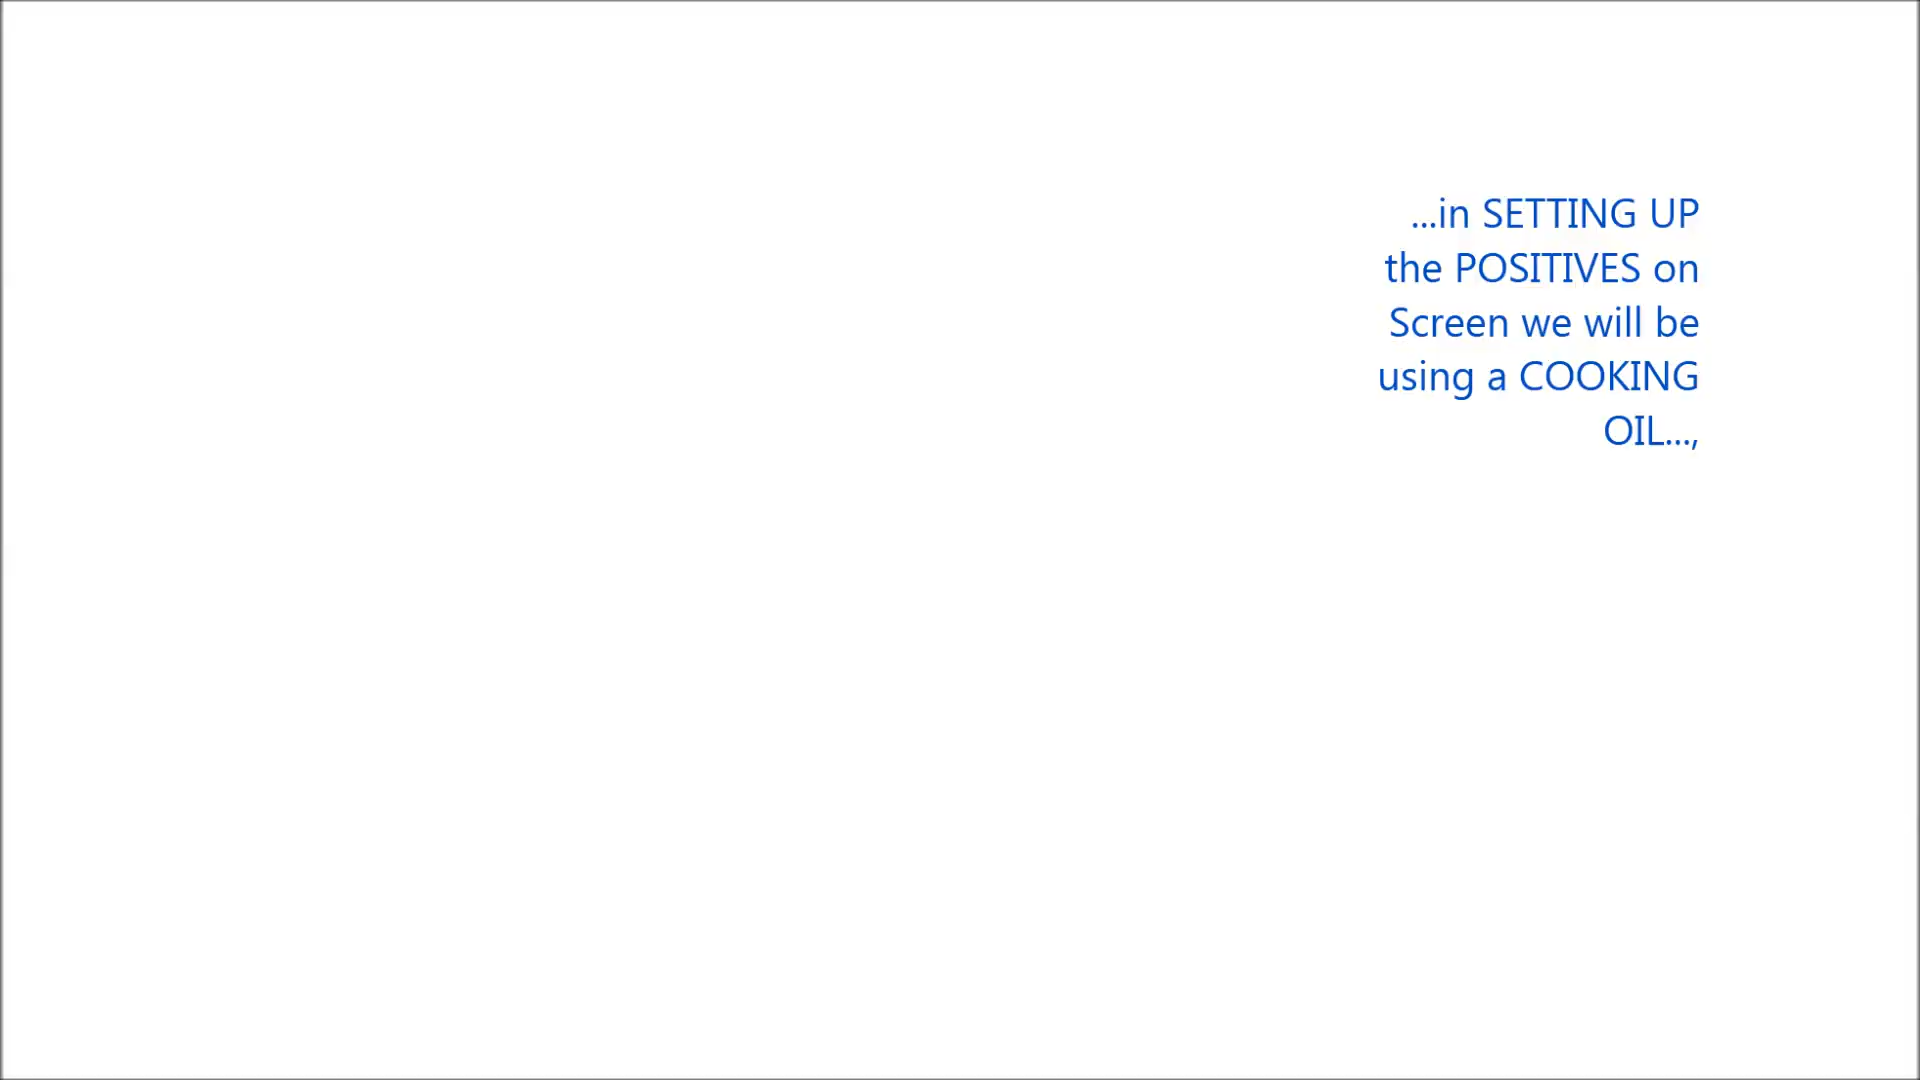 ...in SETTING UP
the POSITIVES on
Screen we will be
using a COOKING
OIL...,